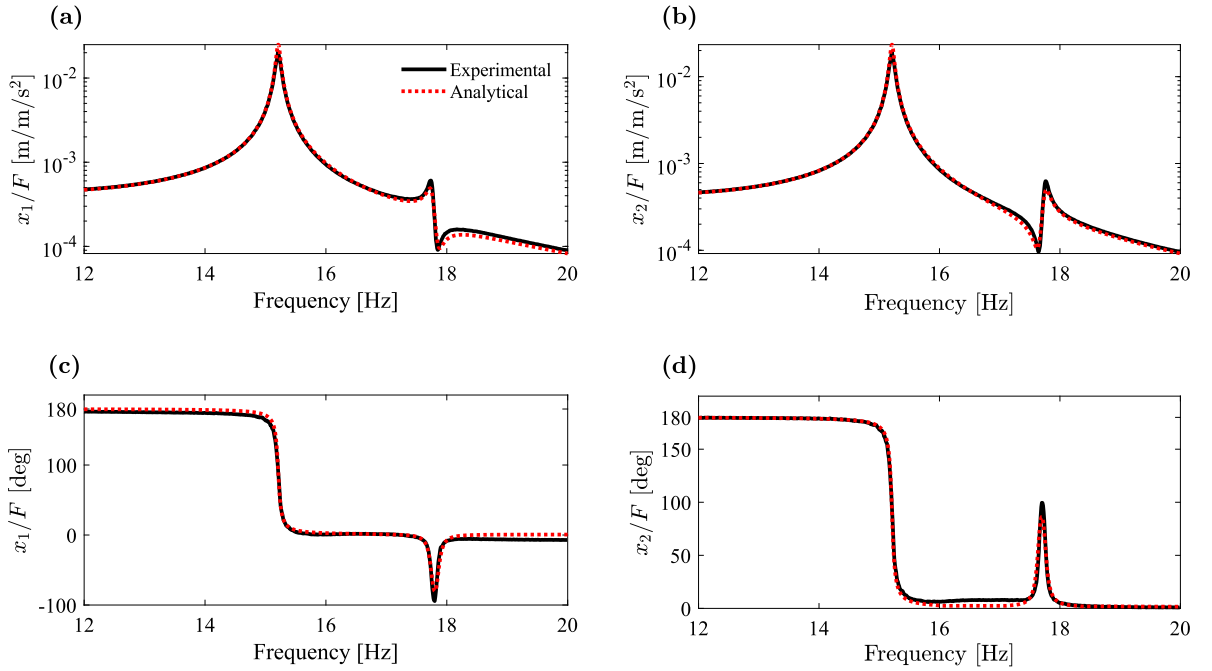 (a)
x₁/F [m/m/s²]
10⁻²
10⁻³
10⁻⁴
Experimental
Analytical
12 14 16 18 20
Frequency [Hz]
(b)
x₂/F [m/m/s²]
10⁻²
10⁻³
10⁻⁴
12 14 16 18 20
Frequency [Hz]
(c)
x₁/F [deg]
180
100
0
-100
12 14 16 18 20
Frequency [Hz]
(d)
x₂/F [deg]
180
150
100
50
0
12 14 16 18 20
Frequency [Hz]